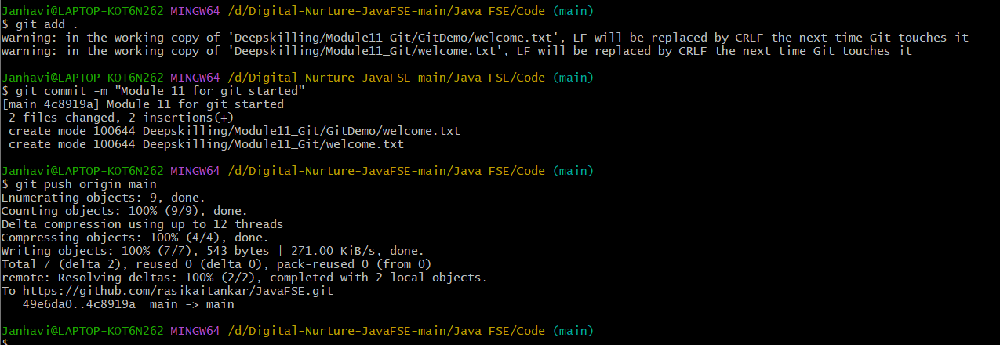 Janhavi@LAPTOP-KOT6N262 MINGW64 /d/Digital-Nurture-JavaFSE-main/Java FSE/Code (main)
$ git add .
warning: in the working copy of 'Deepskilling/Module11_Git/GitDemo/welcome.txt', LF will be replaced by CRLF the next time Git touches it
warning: in the working copy of 'Deepskilling/Module11_Git/welcome.txt', LF will be replaced by CRLF the next time Git touches it
Janhavi@LAPTOP-KOT6N262 MINGW64 /d/Digital-Nurture-JavaFSE-main/Java FSE/Code (main)
$ git commit -m "Module 11 for git started"
[main 4c8919a] Module 11 for git started
 2 files changed, 2 insertions(+)
 create mode 100644 Deepskilling/Module11_Git/GitDemo/welcome.txt
 create mode 100644 Deepskilling/Module11_Git/welcome.txt
Janhavi@LAPTOP-KOT6N262 MINGW64 /d/Digital-Nurture-JavaFSE-main/Java FSE/Code (main)
$ git push origin main
Enumerating objects: 9, done.
Counting objects: 100% (9/9), done.
Delta compression using up to 12 threads
Compressing objects: 100% (4/4), done.
Writing objects: 100% (7/7), 543 bytes | 271.00 KiB/s, done.
Total 7 (delta 2), reused 0 (delta 0), pack-reused 0 (from 0)
remote: Resolving deltas: 100% (2/2), completed with 2 local objects.
To https://github.com/rasikaitankar/JavaFSE.git
   49e6da0..4c8919a  main -> main
Janhavi@LAPTOP-KOT6N262 MINGW64 /d/Digital-Nurture-JavaFSE-main/Java FSE/Code (main)
$